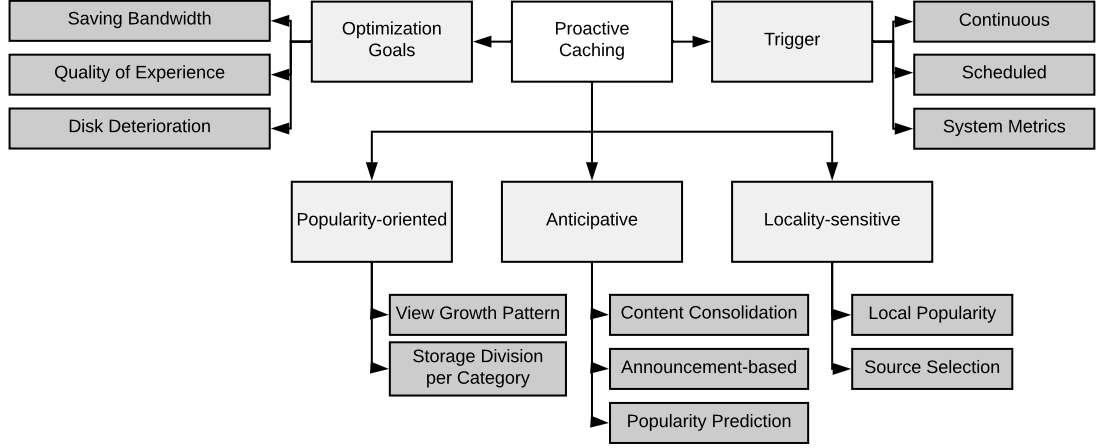 Saving Bandwidth
Quality of Experience
Disk Deterioration
Optimization
Goals
Proactive
Caching
Trigger
Continuous
Scheduled
System Metrics
Popularity-oriented
View Growth Pattern
Storage Division
per Category
Anticipative
Content Consolidation
Announcement-based
Popularity Prediction
Locality-sensitive
Local Popularity
Source Selection